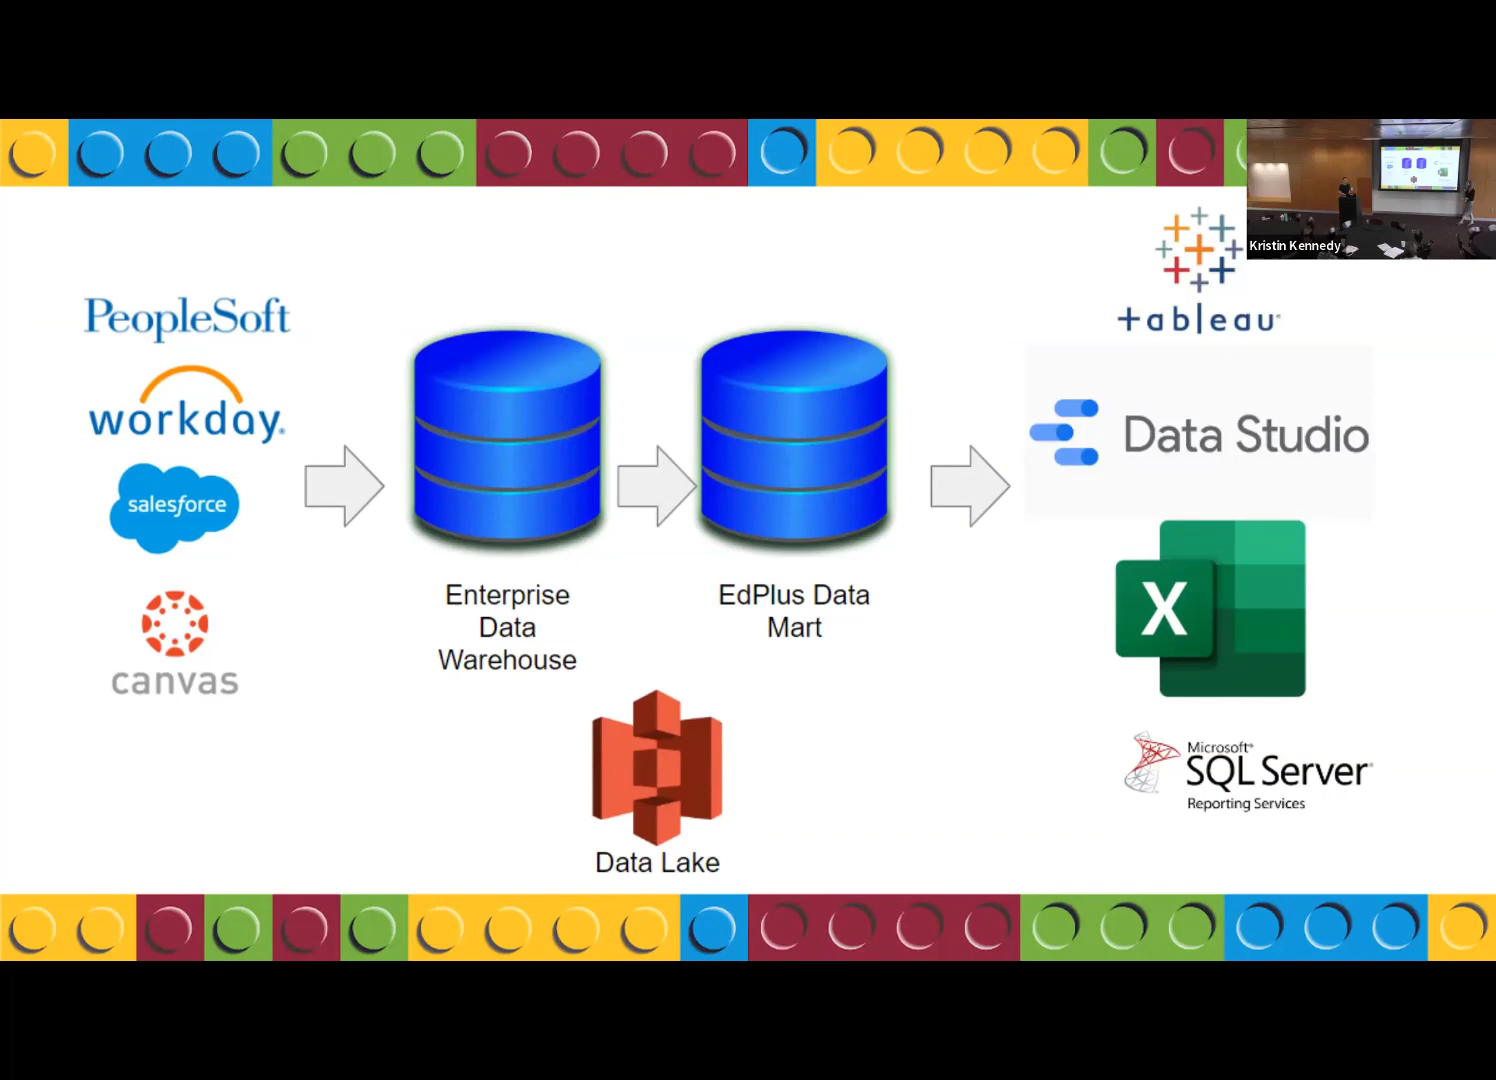 PeopleSoft
workday.
salesforce
canvas
Enterprise
Data
Warehouse
EdPlus Data
Mart
Data Lake
Kristin Kennedy
+ableau
Data Studio
X
Microsoft
SQL Server
Reporting Services